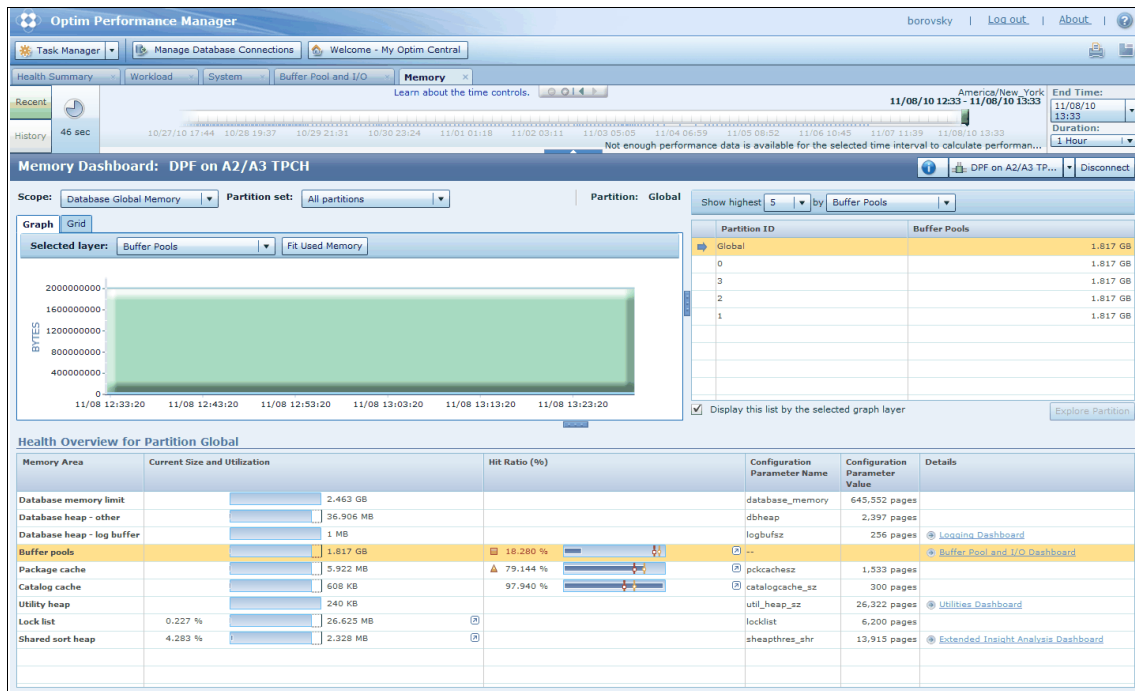 Optim Performance Manager borovsky | Log out | About | ?
Task Manager Manage Database Connections Welcome - My Optim Central
Health Summary Workload System Buffer Pool and I/O Memory ×
Recent Learn about the time controls. America/New_York End Time:
11/08/10 12:33 - 11/08/10 13:33 11/08/10
13:33
History 46 sec 10/27/10 17:44 10/28 19:37 10/29 21:31 10/30 23:24 11/01 01:18 11/02 03:11 11/03 05:05 11/04 06:59 11/05 08:52 11/06 10:45 11/07 11:39 11/08/10 13:33 Duration:
Not enough performance data is available for the selected time interval to calculate performan... 1 Hour
Memory Dashboard: DPF on A2/A3 TPCH DPF on A2/A3 TP... Disconnect
Scope: Database Global Memory Partition set: All partitions Partition: Global Show highest 5 by Buffer Pools
Graph Grid
Selected layer: Buffer Pools Fit Used Memory
Partition ID Buffer Pools
Global 1.817 GB
0 1.817 GB
3 1.817 GB
2 1.817 GB
1 1.817 GB
BYTES
2000000000
1600000000
1200000000
800000000
400000000
0
11/08 12:33:20 11/08 12:43:20 11/08 12:53:20 11/08 13:03:20 11/08 13:13:20 11/08 13:23:20
Display this list by the selected graph layer Explore Partition
Health Overview for Partition Global
Memory Area Current Size and Utilization Hit Ratio (%) Configuration Parameter Name Configuration Parameter Value Details
Database memory limit 2.463 GB database_memory 645,552 pages
Database heap - other 36.906 MB dbheap 2,397 pages
Database heap - log buffer 1 MB logbufsz 256 pages Logging Dashboard
Buffer pools 1.817 GB 18.280 % -- Buffer Pool and I/O Dashboard
Package cache 5.922 MB 79.144 % pckcachesz 1,533 pages
Catalog cache 608 KB 97.940 % catalogcache_sz 300 pages
Utility heap 240 KB util_heap_sz 26,322 pages Utilities Dashboard
Lock list 0.227 % 26.625 MB locklist 6,200 pages
Shared sort heap 4.283 % 2.328 MB sheapthres_shr 13,915 pages Extended Insight Analysis Dashboard